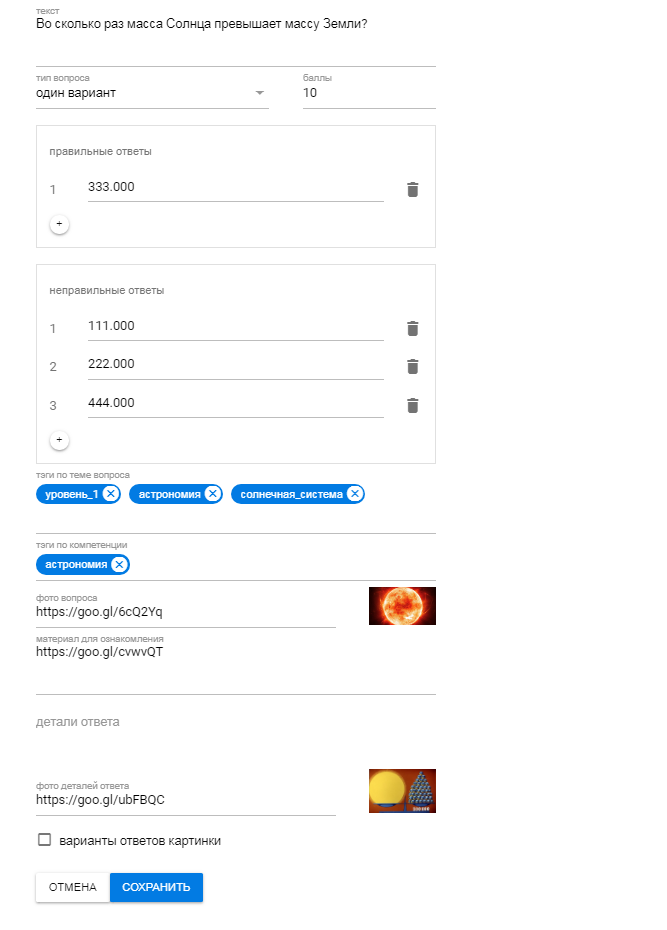 текст
Во сколько раз масса Солнца превышает массу Земли?
тип вопроса
баллы
один вариант
10
правильные ответы
1
333.000
+
неправильные ответы
1
111.000
2
222.000
3
444.000
+
тэги по теме вопроса
уровень_1
астрономия
солнечная_система
тэги по компетенции
астрономия
фото вопроса
https://goo.gl/6cQ2Yq
материал для ознакомления
https://goo.gl/cvwvQT
детали ответа
фото деталей ответа
https://goo.gl/ubFBQC
варианты ответов картинки
ОТМЕНА
СОХРАНИТЬ